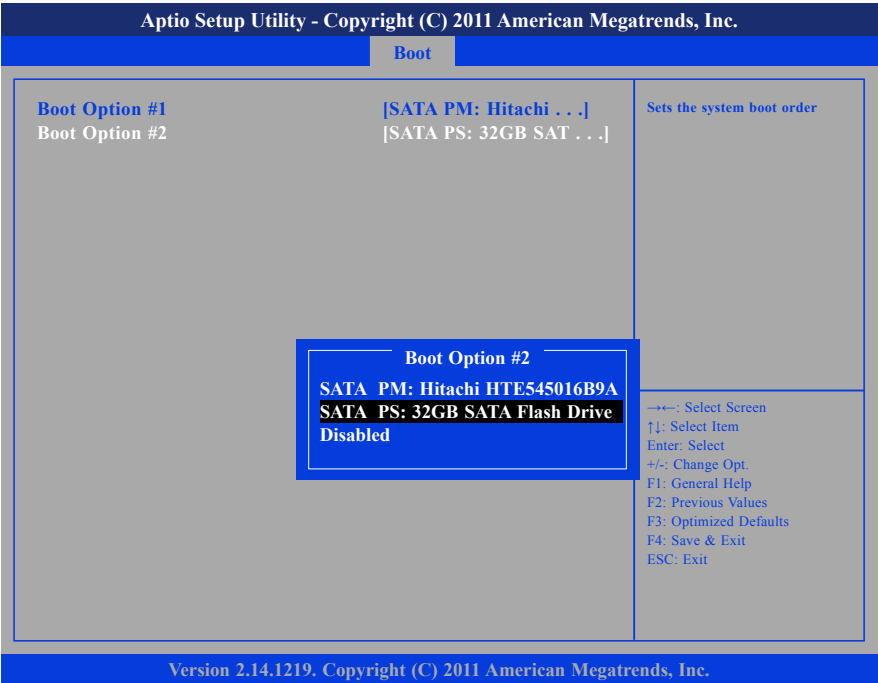 Aptio Setup Utility - Copyright (C) 2011 American Megatrends, Inc.
Boot
Boot Option #1 [SATA PM: Hitachi . . .]
Boot Option #2 [SATA PS: 32GB SAT . . .]
Sets the system boot order
Boot Option #2
SATA PM: Hitachi HTE545016B9A
SATA PS: 32GB SATA Flash Drive
Disabled
→←: Select Screen
↑↓: Select Item
Enter: Select
+/-: Change Opt.
F1: General Help
F2: Previous Values
F3: Optimized Defaults
F4: Save & Exit
ESC: Exit
Version 2.14.1219. Copyright (C) 2011 American Megatrends, Inc.